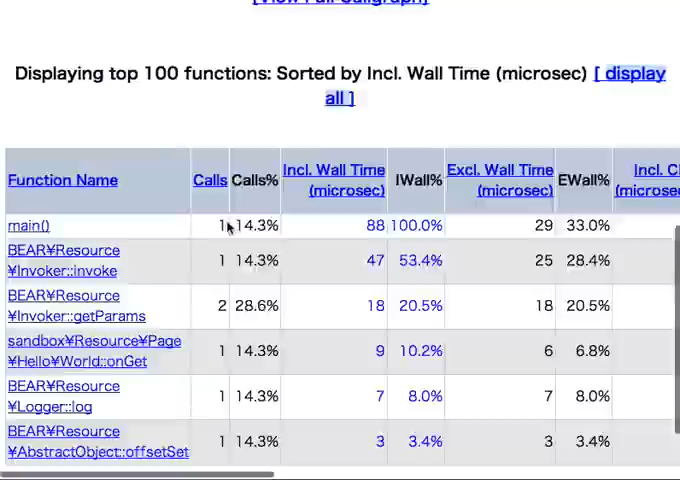 [View Full Callgraph]
Displaying top 100 functions: Sorted by Incl. Wall Time (microsec) [ display
all ]
Function Name Calls Calls% Incl. Wall Time (microsec) IWall% Excl. Wall Time (microsec) EWall% Incl. (microsec
main() 1 14.3% 88 100.0% 29 33.0%
BEAR¥Resource
¥Invoker::invoke 1 14.3% 47 53.4% 25 28.4%
BEAR¥Resource
¥Invoker::getParams 2 28.6% 18 20.5% 18 20.5%
sandbox¥Resource¥Page
¥Hello¥World::onGet 1 14.3% 9 10.2% 6 6.8%
BEAR¥Resource
¥Logger::log 1 14.3% 7 8.0% 7 8.0%
BEAR¥Resource
¥AbstractObject::offsetSet 1 14.3% 3 3.4% 3 3.4%